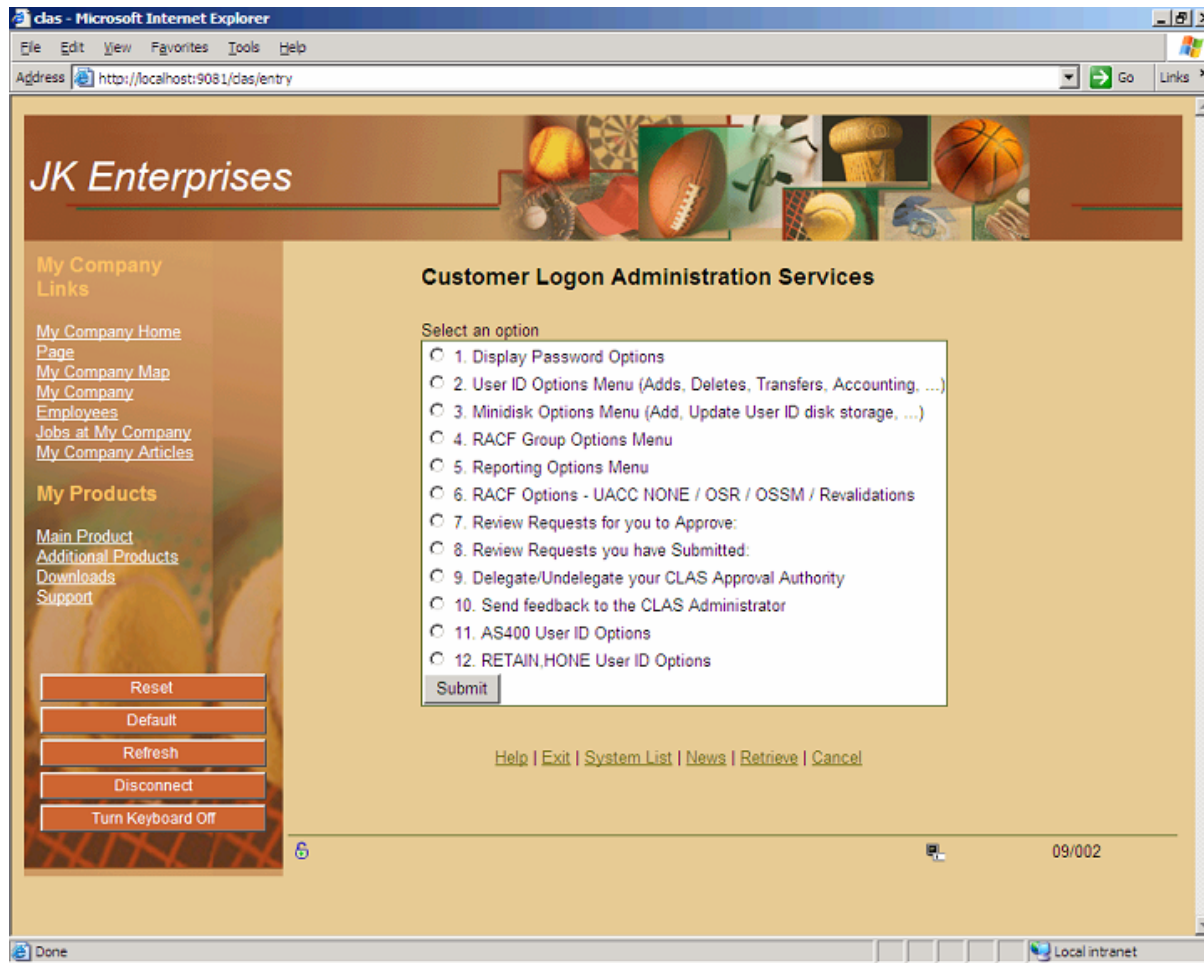 clas - Microsoft Internet Explorer
File Edit View Favorites Tools Help
Address http://localhost:9081/clas/entry Go Links
JK Enterprises
My Company
Links
My Company Home
Page
My Company Map
My Company
Employees
Jobs at My Company
My Company Articles
My Products
Main Product
Additional Products
Downloads
Support
Reset
Default
Refresh
Disconnect
Turn Keyboard Off
Customer Logon Administration Services
Select an option
1. Display Password Options
2. User ID Options Menu (Adds, Deletes, Transfers, Accounting, ...)
3. Minidisk Options Menu (Add, Update User ID disk storage, ...)
4. RACF Group Options Menu
5. Reporting Options Menu
6. RACF Options - UACC NONE / OSR / OSSM / Revalidations
7. Review Requests for you to Approve:
8. Review Requests you have Submitted:
9. Delegate/Undelegate your CLAS Approval Authority
10. Send feedback to the CLAS Administrator
11. AS400 User ID Options
12. RETAIN,HONE User ID Options
Submit
Help | Exit | System List | News | Retrieve | Cancel
09/002
Done Local intranet